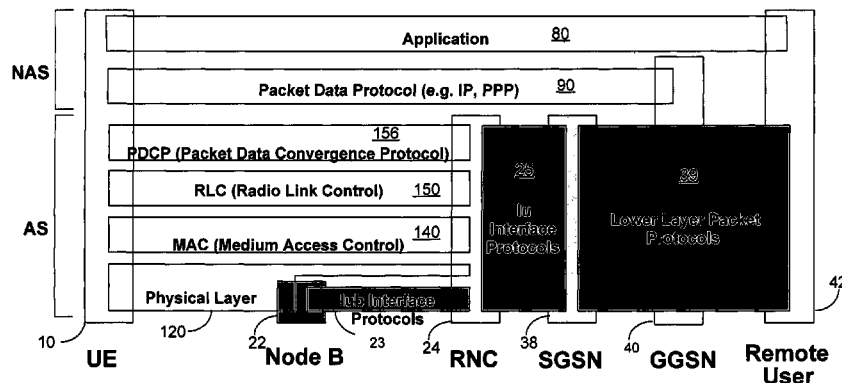 NAS
AS
Application 80
Packet Data Protocol (e.g. IP, PPP) 90
156
PDCP (Packet Data Convergence Protocol)
RLC (Radio Link Control) 150
MAC (Medium Access Control) 140
Physical Layer
25
Iu
Interface
Protocols
39
Lower Layer Packet
Protocols
Iub Interface
Protocols
120
10
22
23
24
38
40
42
UE
Node B
RNC
SGSN
GGSN
Remote
User